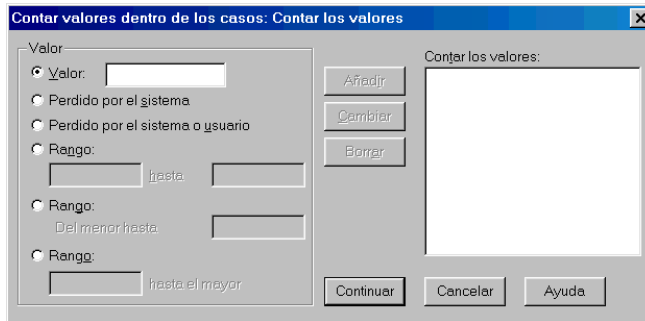 Contar valores dentro de los casos: Contar los valores
Valor
Valor:
Perdido por el sistema
Perdido por el sistema o usuario
Rango:
hasta
Rango:
Del menor hasta
Rango:
hasta el mayor
Añadir
Cambiar
Borrar
Contar los valores:
Continuar
Cancelar
Ayuda